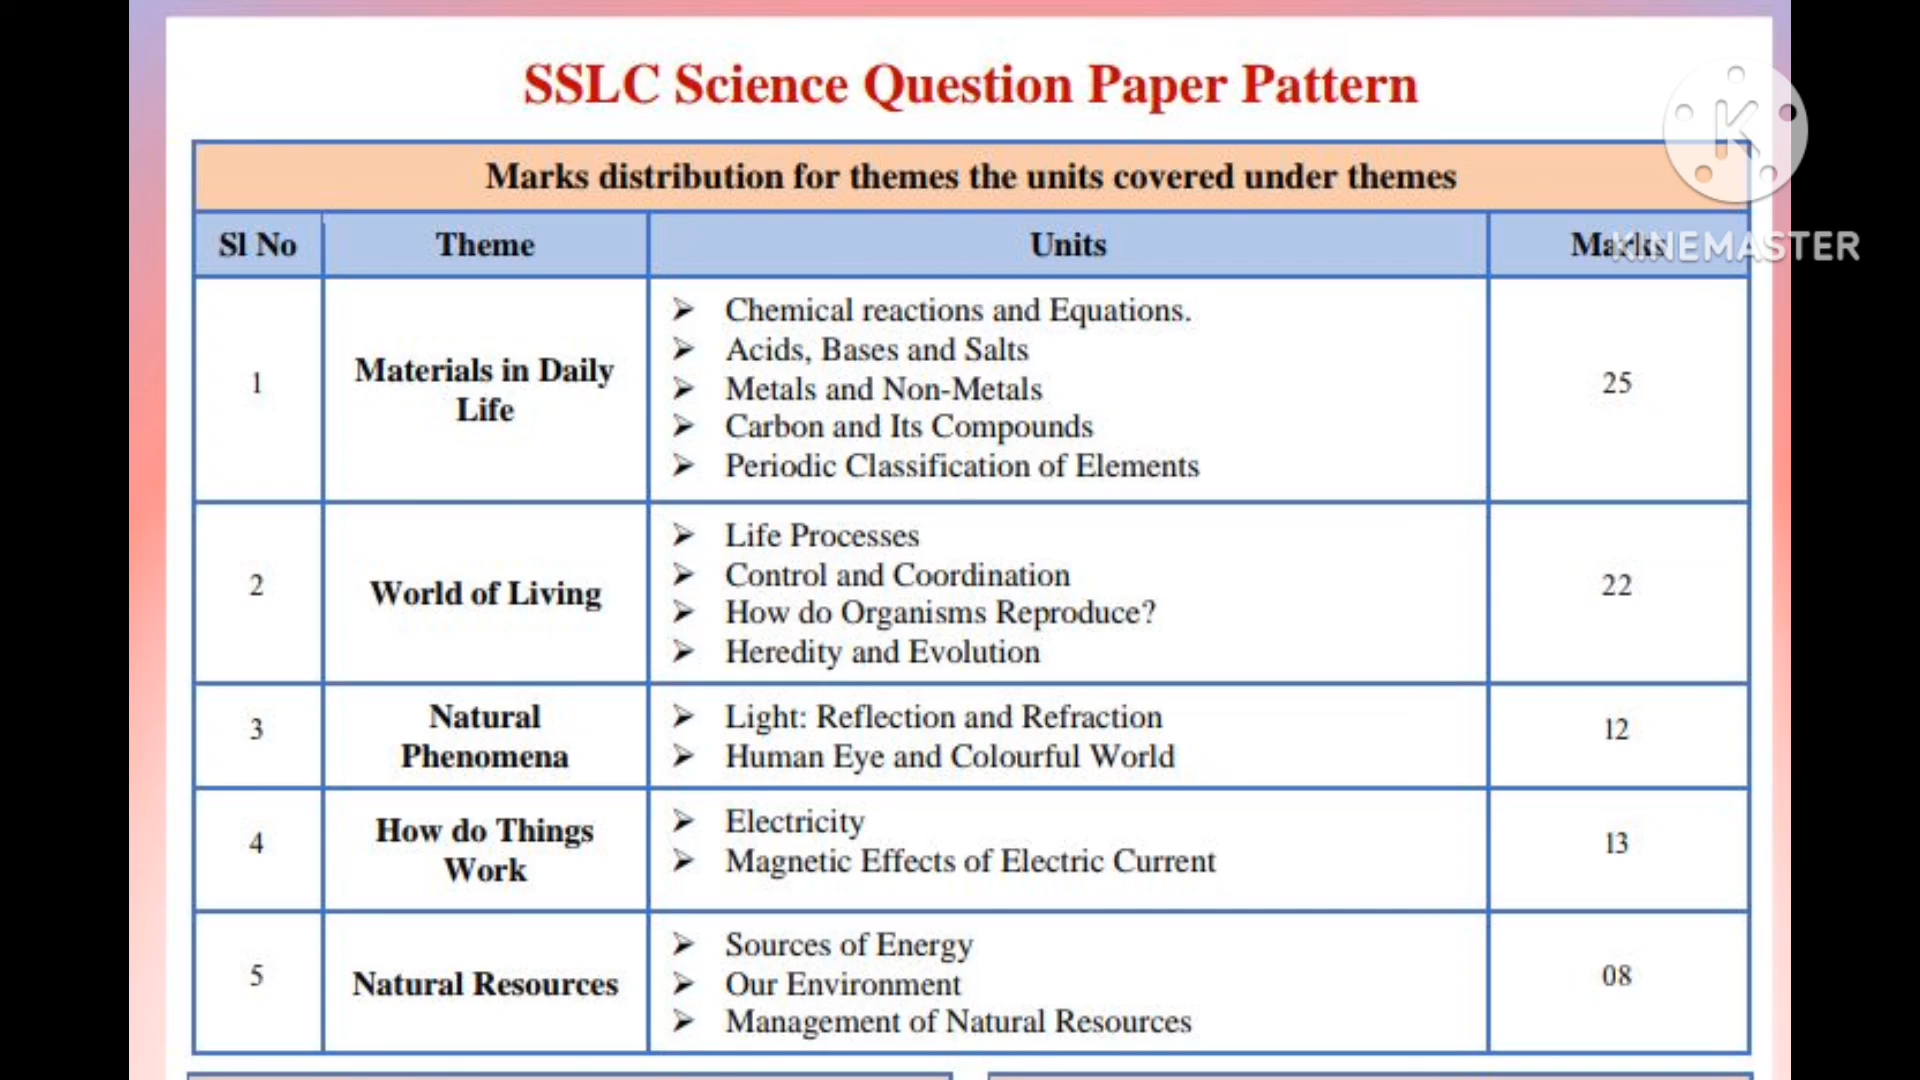 SSLC Science Question Paper Pattern
Marks distribution for themes the units covered under themes
Sl No Theme Units Marks
1 Materials in Daily Life 25
➢ Chemical reactions and Equations.
➢ Acids, Bases and Salts
➢ Metals and Non-Metals
➢ Carbon and Its Compounds
➢ Periodic Classification of Elements
2 World of Living 22
➢ Life Processes
➢ Control and Coordination
➢ How do Organisms Reproduce?
➢ Heredity and Evolution
3 Natural Phenomena 12
➢ Light: Reflection and Refraction
➢ Human Eye and Colourful World
4 How do Things Work 13
➢ Electricity
➢ Magnetic Effects of Electric Current
5 Natural Resources 08
➢ Sources of Energy
➢ Our Environment
➢ Management of Natural Resources
K
KINEMASTER